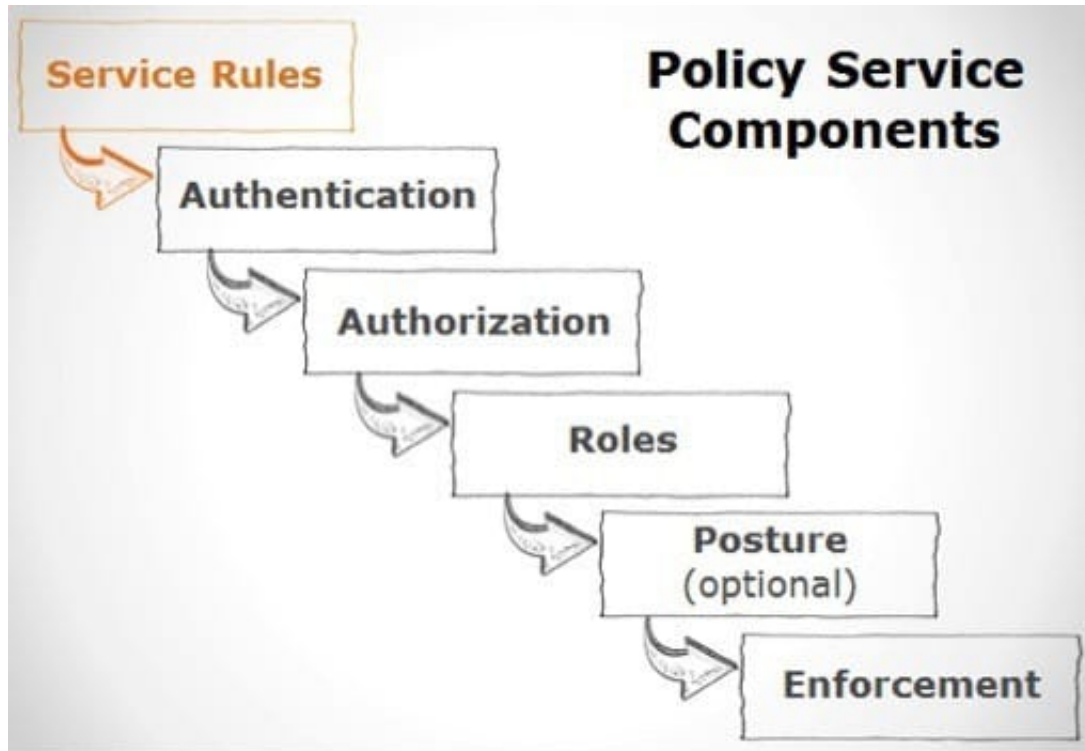 Policy Service
Components
Service Rules
Authentication
Authorization
Roles
Posture
(optional)
Enforcement